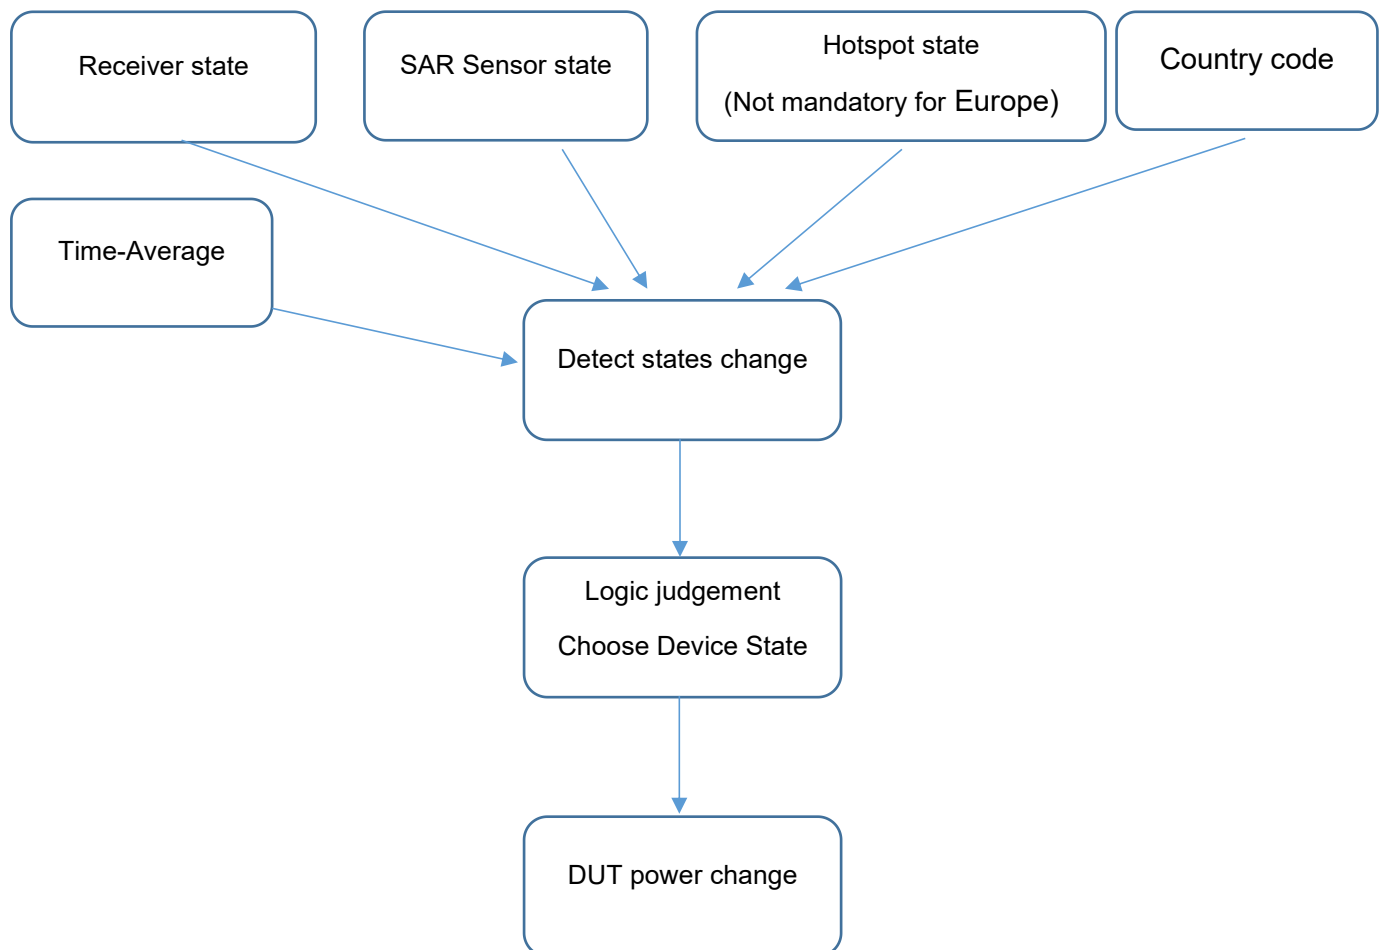 Receiver state
SAR Sensor state
Hotspot state
(Not mandatory for Europe)
Country code
Time-Average
Detect states change
Logic judgement
Choose Device State
DUT power change